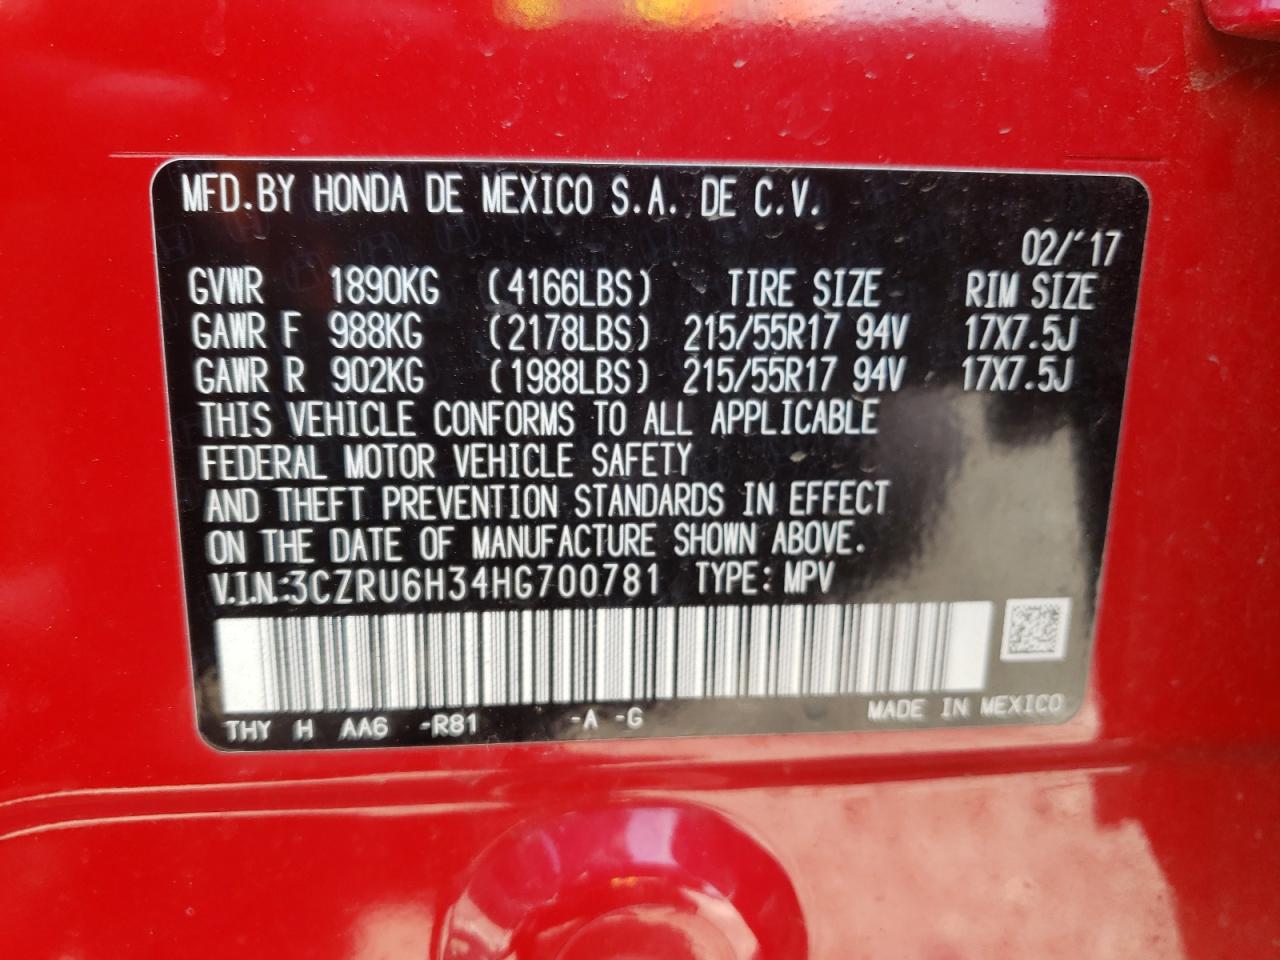 MFD.BY HONDA DE MEXICO S.A. DE C.V.
02/'17
GVWR 1890KG (4166LBS) TIRE SIZE RIM SIZE
GAWR F 988KG (2178LBS) 215/55R17 94V 17X7.5J
GAWR R 902KG (1988LBS) 215/55R17 94V 17X7.5J
THIS VEHICLE CONFORMS TO ALL APPLICABLE
FEDERAL MOTOR VEHICLE SAFETY
AND THEFT PREVENTION STANDARDS IN EFFECT
ON THE DATE OF MANUFACTURE SHOWN ABOVE.
V.I.N.:3CZRU6H34HG700781 TYPE: MPV
THY H AA6 -R81 -A -G MADE IN MEXICO